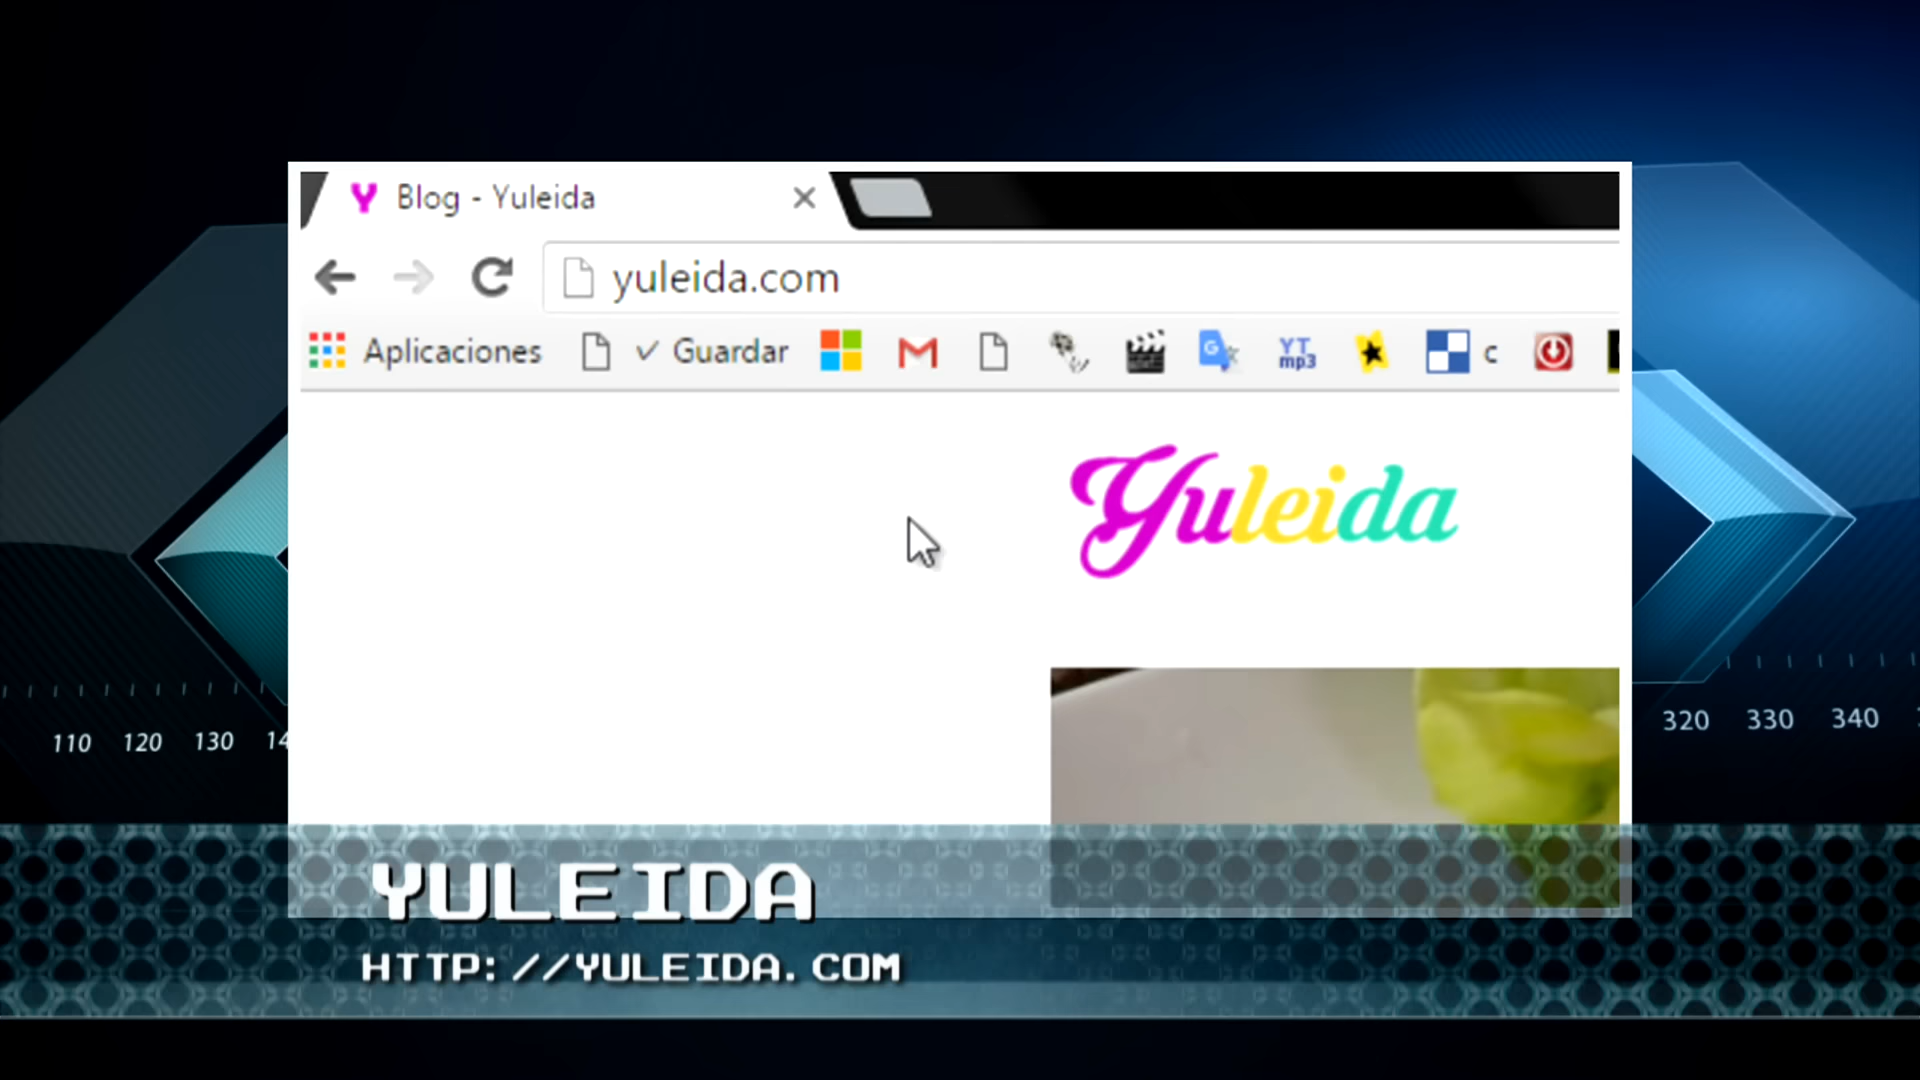 Blog - Yuleida
yuleida.com
Aplicaciones ✓ Guardar YT mp3 c
Yuleida
110 120 130 14
320 330 340
YULEIDA
HTTP://YULEIDA.COM